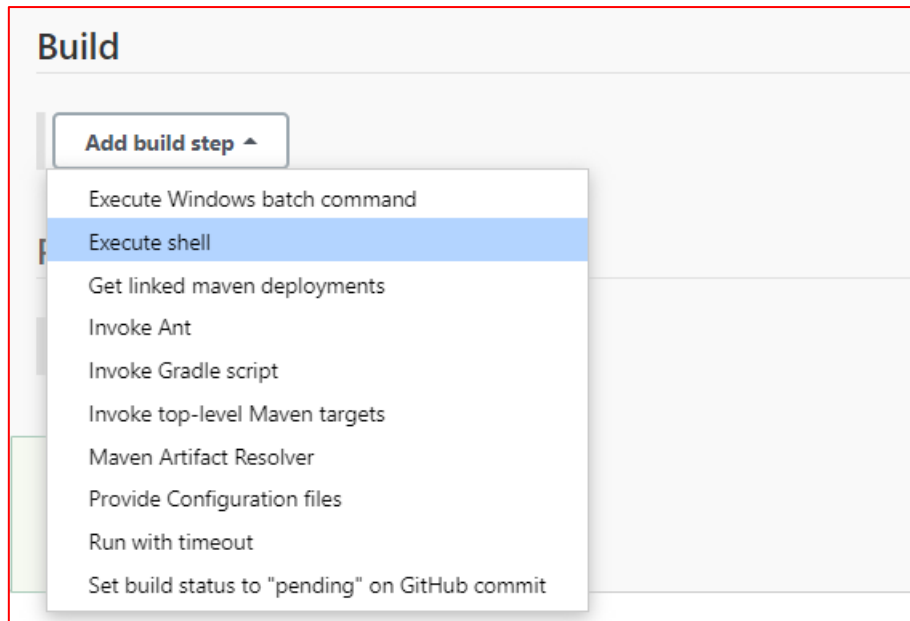 Build
Add build step
Execute Windows batch command
Execute shell
Get linked maven deployments
Invoke Ant
Invoke Gradle script
Invoke top-level Maven targets
Maven Artifact Resolver
Provide Configuration files
Run with timeout
Set build status to "pending" on GitHub commit